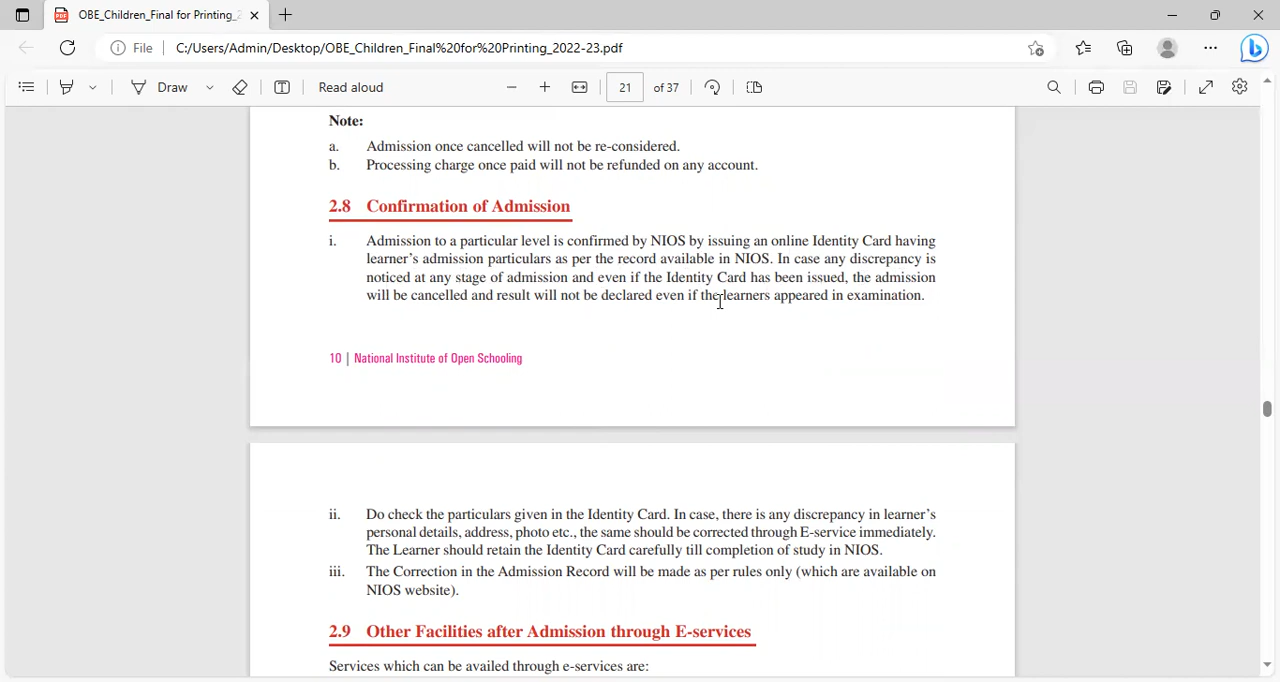 OBE_Children_Final for Printing_2
File
C:/Users/Admin/Desktop/OBE_Children_Final%20for%20Printing_2022-23.pdf
Draw
Read aloud
21 of 37
Note:
a. Admission once cancelled will not be re-considered.
b. Processing charge once paid will not be refunded on any account.
2.8 Confirmation of Admission
i. Admission to a particular level is confirmed by NIOS by issuing an online Identity Card having
learner's admission particulars as per the record available in NIOS. In case any discrepancy is
noticed at any stage of admission and even if the Identity Card has been issued, the admission
will be cancelled and result will not be declared even if the learners appeared in examination.
10 | National Institute of Open Schooling
ii. Do check the particulars given in the Identity Card. In case, there is any discrepancy in learner's
personal details, address, photo etc., the same should be corrected through E-service immediately.
The Learner should retain the Identity Card carefully till completion of study in NIOS.
iii. The Correction in the Admission Record will be made as per rules only (which are available on
NIOS website).
2.9 Other Facilities after Admission through E-services
Services which can be availed through e-services are: